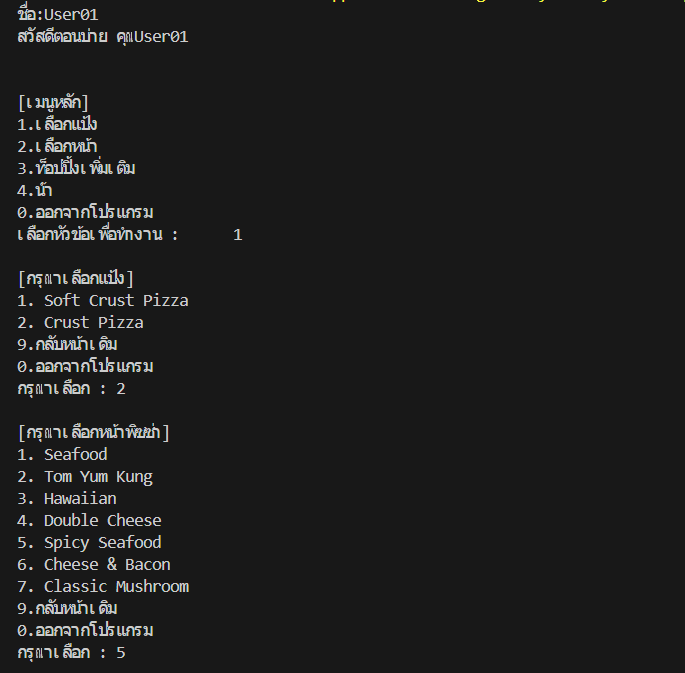 ชื่อ:User01
สวัสดีตอนบ่าย คุณUser01
[เมนูหลัก]
1.เลือกแป้ง
2.เลือกหน้า
3.ท็อปปิ้งเพิ่มเติม
4.น้ำ
0.ออกจากโปรแกรม
เลือกหัวข้อเพื่อทำงาน : 1
[กรุณาเลือกแป้ง]
1. Soft Crust Pizza
2. Crust Pizza
9.กลับหน้าเดิม
0.ออกจากโปรแกรม
กรุณาเลือก : 2
[กรุณาเลือกหน้าพิซซ่า]
1. Seafood
2. Tom Yum Kung
3. Hawaiian
4. Double Cheese
5. Spicy Seafood
6. Cheese & Bacon
7. Classic Mushroom
9.กลับหน้าเดิม
0.ออกจากโปรแกรม
กรุณาเลือก : 5